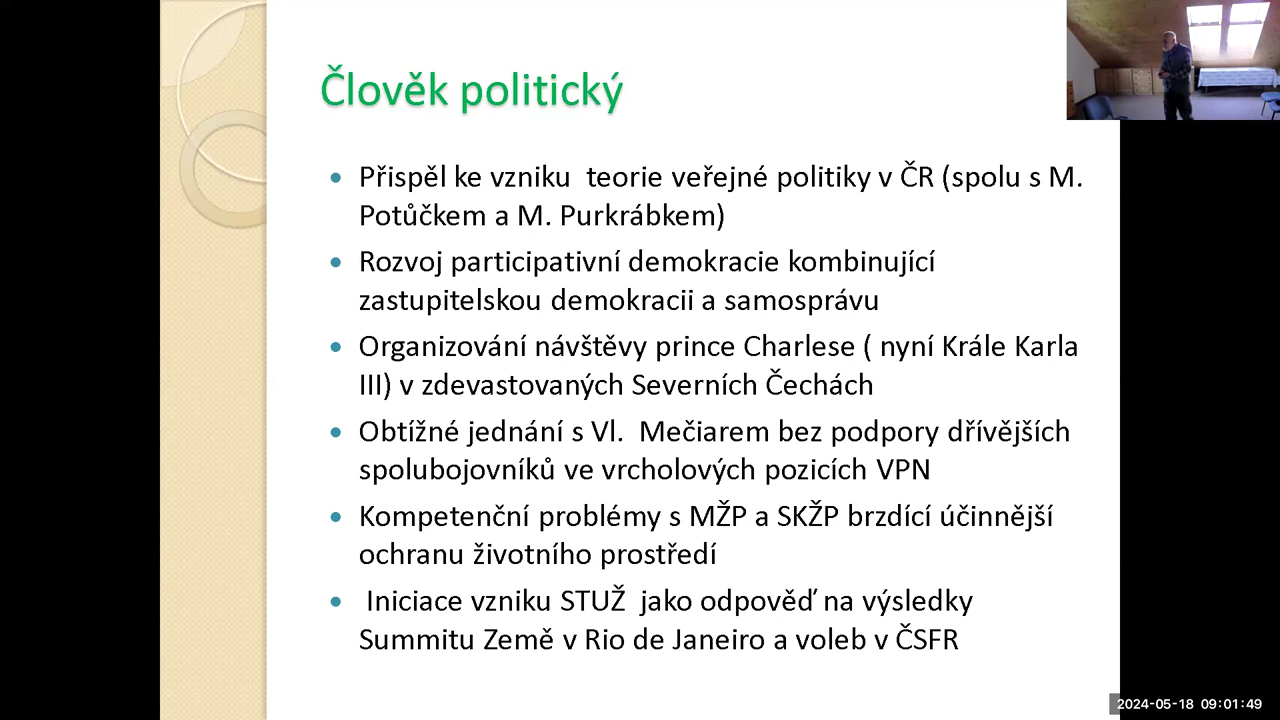 Člověk politický
Přispěl ke vzniku  teorie veřejné politiky v ČR (spolu s M.
Potůčkem a M. Purkrábkem)
Rozvoj participativní demokracie kombinující
zastupitelskou demokracii a samosprávu
Organizování návštěvy prince Charlese ( nyní Krále Karla
III) v zdevastovaných Severních Čechách
Obtížné jednání s Vl.  Mečiarem bez podpory dřívějších
spolubojovníků ve vrcholových pozicích VPN
Kompetenční problémy s MŽP a SKŽP brzdící účinnější
ochranu životního prostředí
Iniciace vzniku STUŽ  jako odpověď na výsledky
Summitu Země v Rio de Janeiro a voleb v ČSFR
2024-05-18 09:01:49